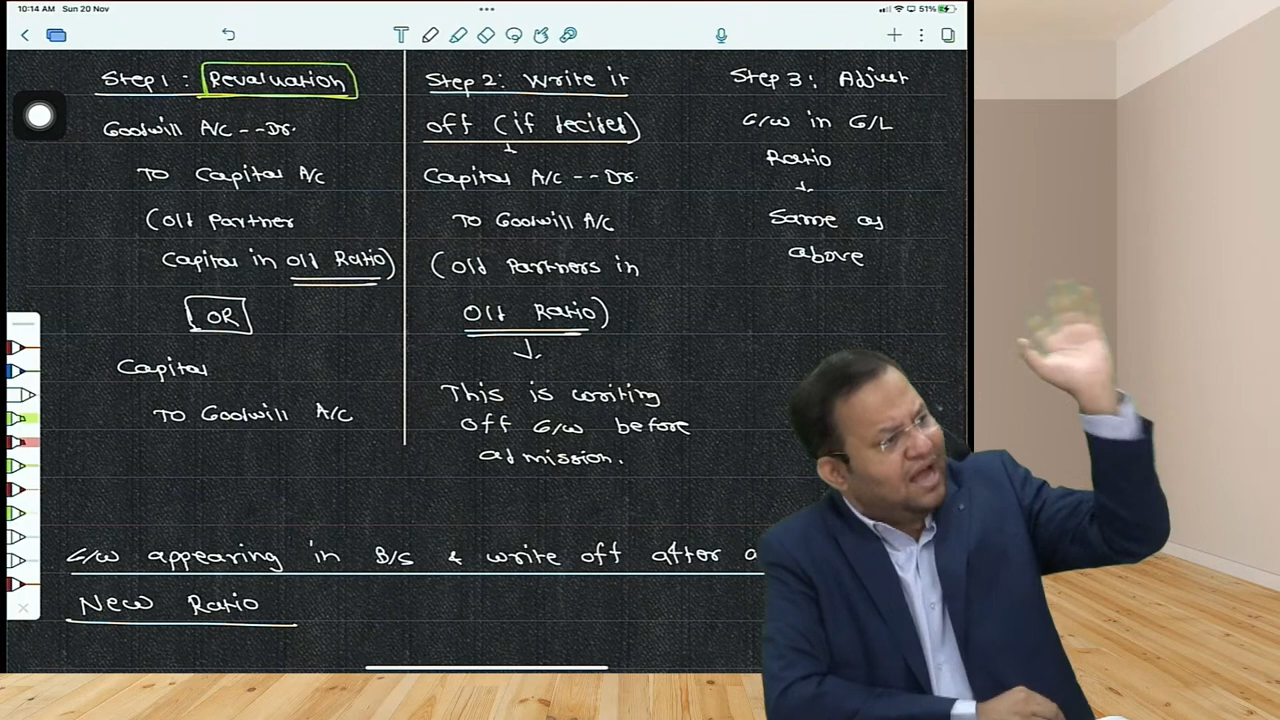 10:14 AM Sun 20 Nov
51%
Step 1: Revaluation
Goodwill A/C -- Dr.
To Capital A/C
(Old Partner
Capital in Old Ratio)
OR
Capital
To Goodwill A/C
Step 2: Write it
off (if decides)
Capital A/C -- Dr.
To Goodwill A/C
(Old Partners in
Old Ratio)
This is writing
off G/W before
admission.
Step 3: Adjust
G/W in G/L
Ratio
Same as
above
G/W appearing in B/S & write off after
New Ratio